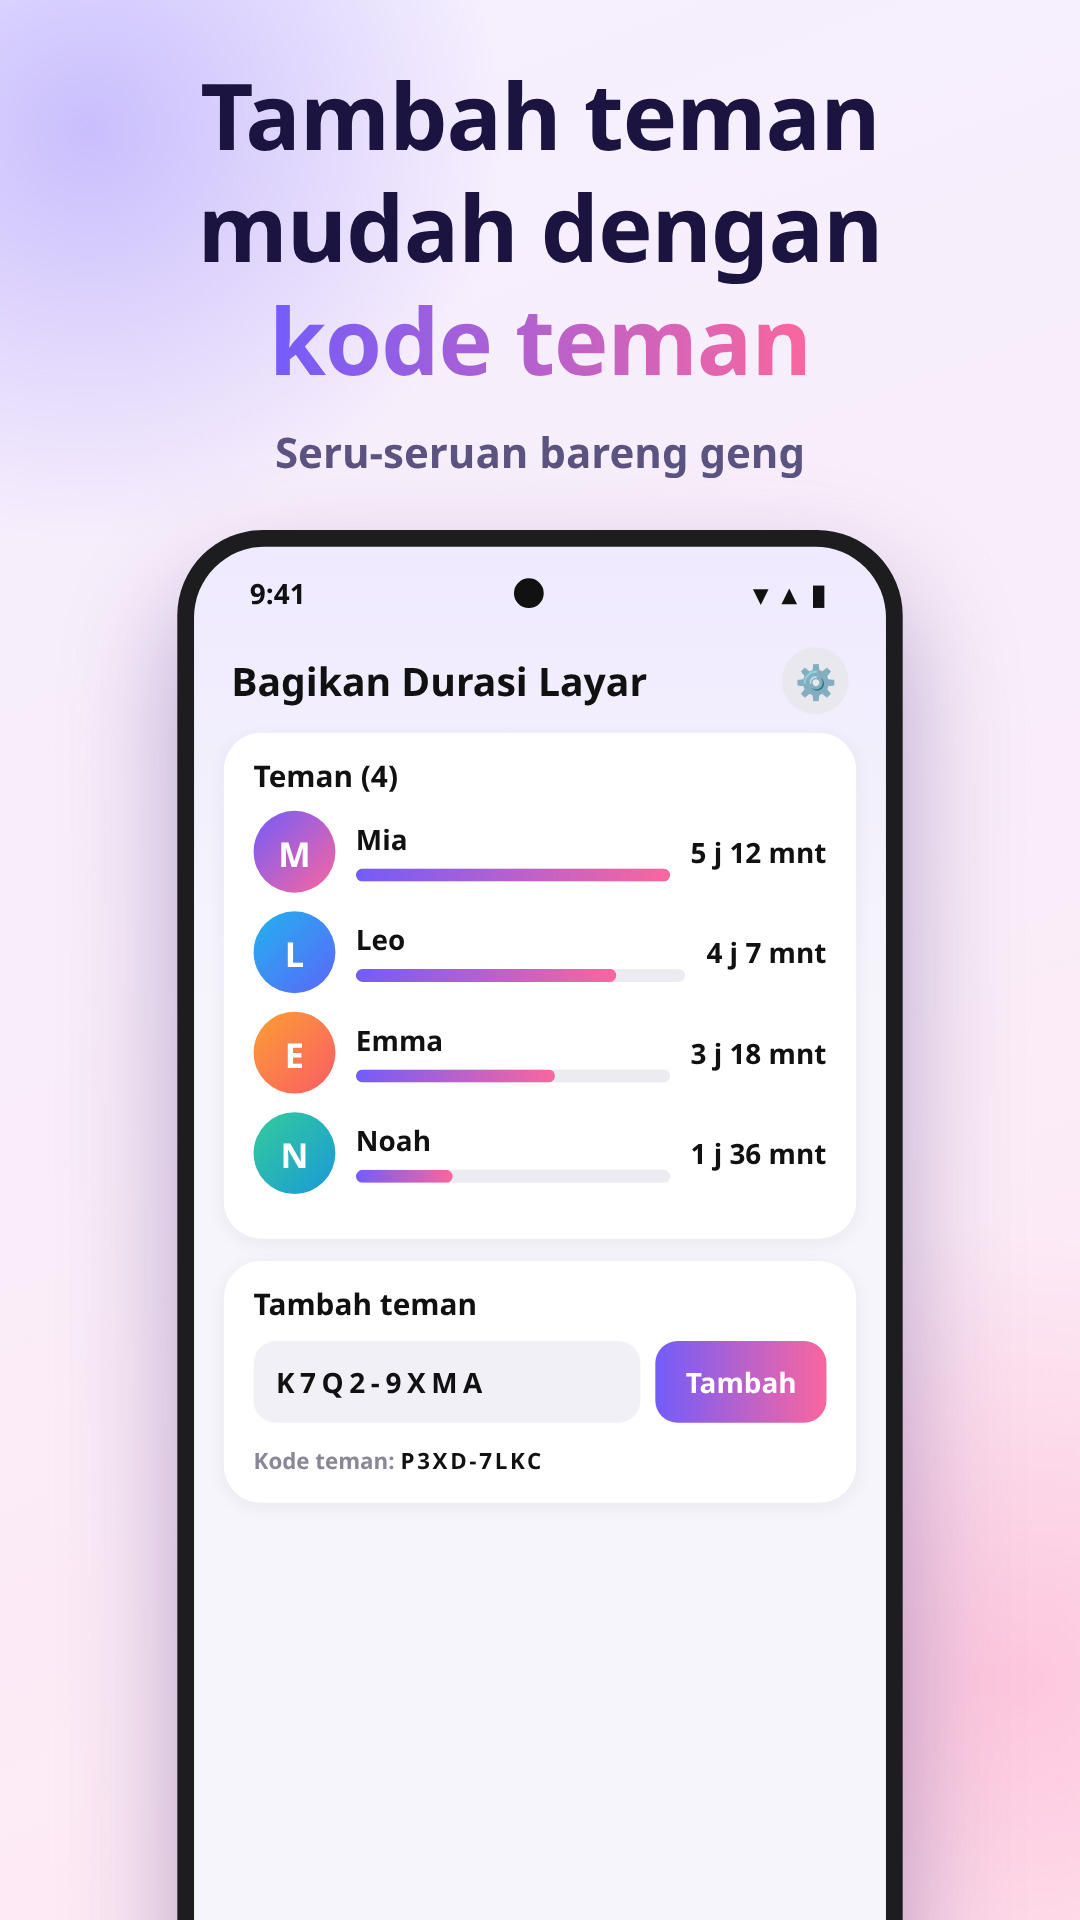 Tambah teman
mudah dengan
kode teman
Seru-seruan bareng geng
9:41
Bagikan Durasi Layar
Teman (4)
M
Mia
5 j 12 mnt
L
Leo
4 j 7 mnt
E
Emma
3 j 18 mnt
N
Noah
1 j 36 mnt
Tambah teman
K7Q2-9XMA
Tambah
Kode teman: P3XD-7LKC